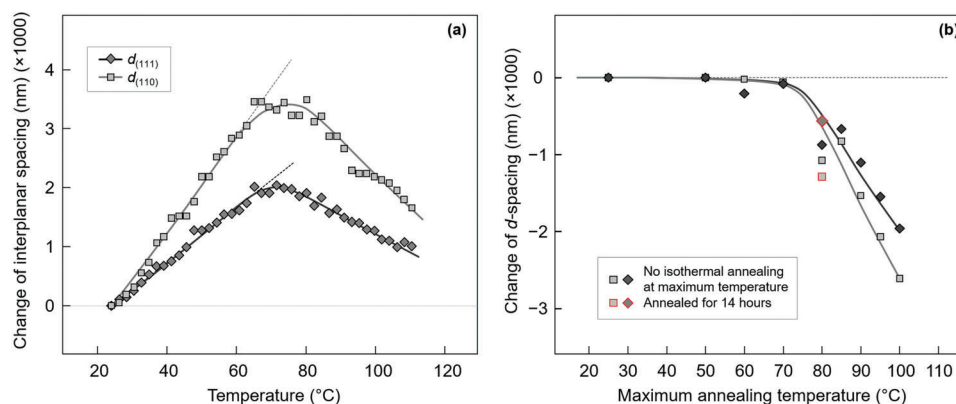 (a)
d(111)
d(110)
Change of interplanar spacing (nm) (×1000)
4
3
2
1
0
20 40 60 80 100 120
Temperature (°C)
(b)
Change of d-spacing (nm) (×1000)
0
−1
−2
−3
No isothermal annealing
at maximum temperature
Annealed for 14 hours
20 30 40 50 60 70 80 90 100 110
Maximum annealing temperature (°C)